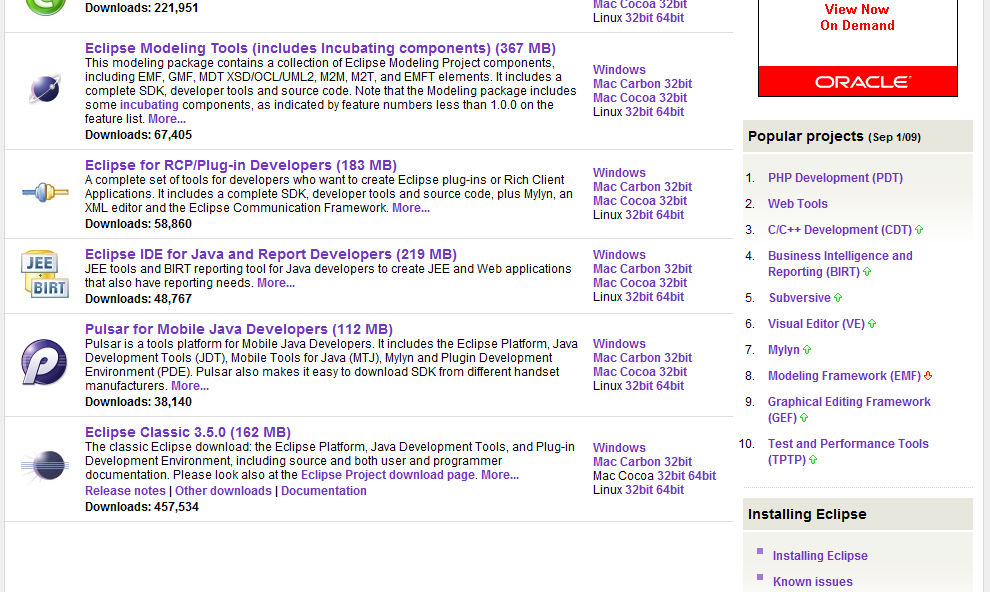 Downloads: 221,951
Mac Cocoa 32bit
Linux 32bit 64bit
Eclipse Modeling Tools (includes Incubating components) (367 MB)
This modeling package contains a collection of Eclipse Modeling Project components,
including EMF, GMF, MDT XSD/OCL/UML2, M2M, M2T, and EMFT elements. It includes a
complete SDK, developer tools and source code. Note that the Modeling package includes
some incubating components, as indicated by feature numbers less than 1.0.0 on the
feature list. More...
Downloads: 67,405
Windows
Mac Carbon 32bit
Mac Cocoa 32bit
Linux 32bit 64bit
Eclipse for RCP/Plug-in Developers (183 MB)
A complete set of tools for developers who want to create Eclipse plug-ins or Rich Client
Applications. It includes a complete SDK, developer tools and source code, plus Mylyn, an
XML editor and the Eclipse Communication Framework. More...
Downloads: 58,860
Windows
Mac Carbon 32bit
Mac Cocoa 32bit
Linux 32bit 64bit
JEE
BIRT
Eclipse IDE for Java and Report Developers (219 MB)
JEE tools and BIRT reporting tool for Java developers to create JEE and Web applications
that also have reporting needs. More...
Downloads: 48,767
Windows
Mac Carbon 32bit
Mac Cocoa 32bit
Linux 32bit 64bit
P
Pulsar for Mobile Java Developers (112 MB)
Pulsar is a tools platform for Mobile Java Developers. It includes the Eclipse Platform, Java
Development Tools (JDT), Mobile Tools for Java (MTJ), Mylyn and Plugin Development
Environment (PDE). Pulsar also makes it easy to download SDK from different handset
manufacturers. More...
Downloads: 38,140
Windows
Mac Carbon 32bit
Mac Cocoa 32bit
Linux 32bit 64bit
Eclipse Classic 3.5.0 (162 MB)
The classic Eclipse download: the Eclipse Platform, Java Development Tools, and Plug-in
Development Environment, including source and both user and programmer
documentation. Please look also at the Eclipse Project download page. More...
Release notes | Other downloads | Documentation
Downloads: 457,534
Windows
Mac Carbon 32bit
Mac Cocoa 32bit 64bit
Linux 32bit 64bit
View Now
On Demand
ORACLE
Popular projects (Sep 1/09)
1. PHP Development (PDT)
2. Web Tools
3. C/C++ Development (CDT)
4. Business Intelligence and
Reporting (BIRT)
5. Subversive
6. Visual Editor (VE)
7. Mylyn
8. Modeling Framework (EMF)
9. Graphical Editing Framework
(GEF)
10. Test and Performance Tools
(TPTP)
Installing Eclipse
Installing Eclipse
Known issues